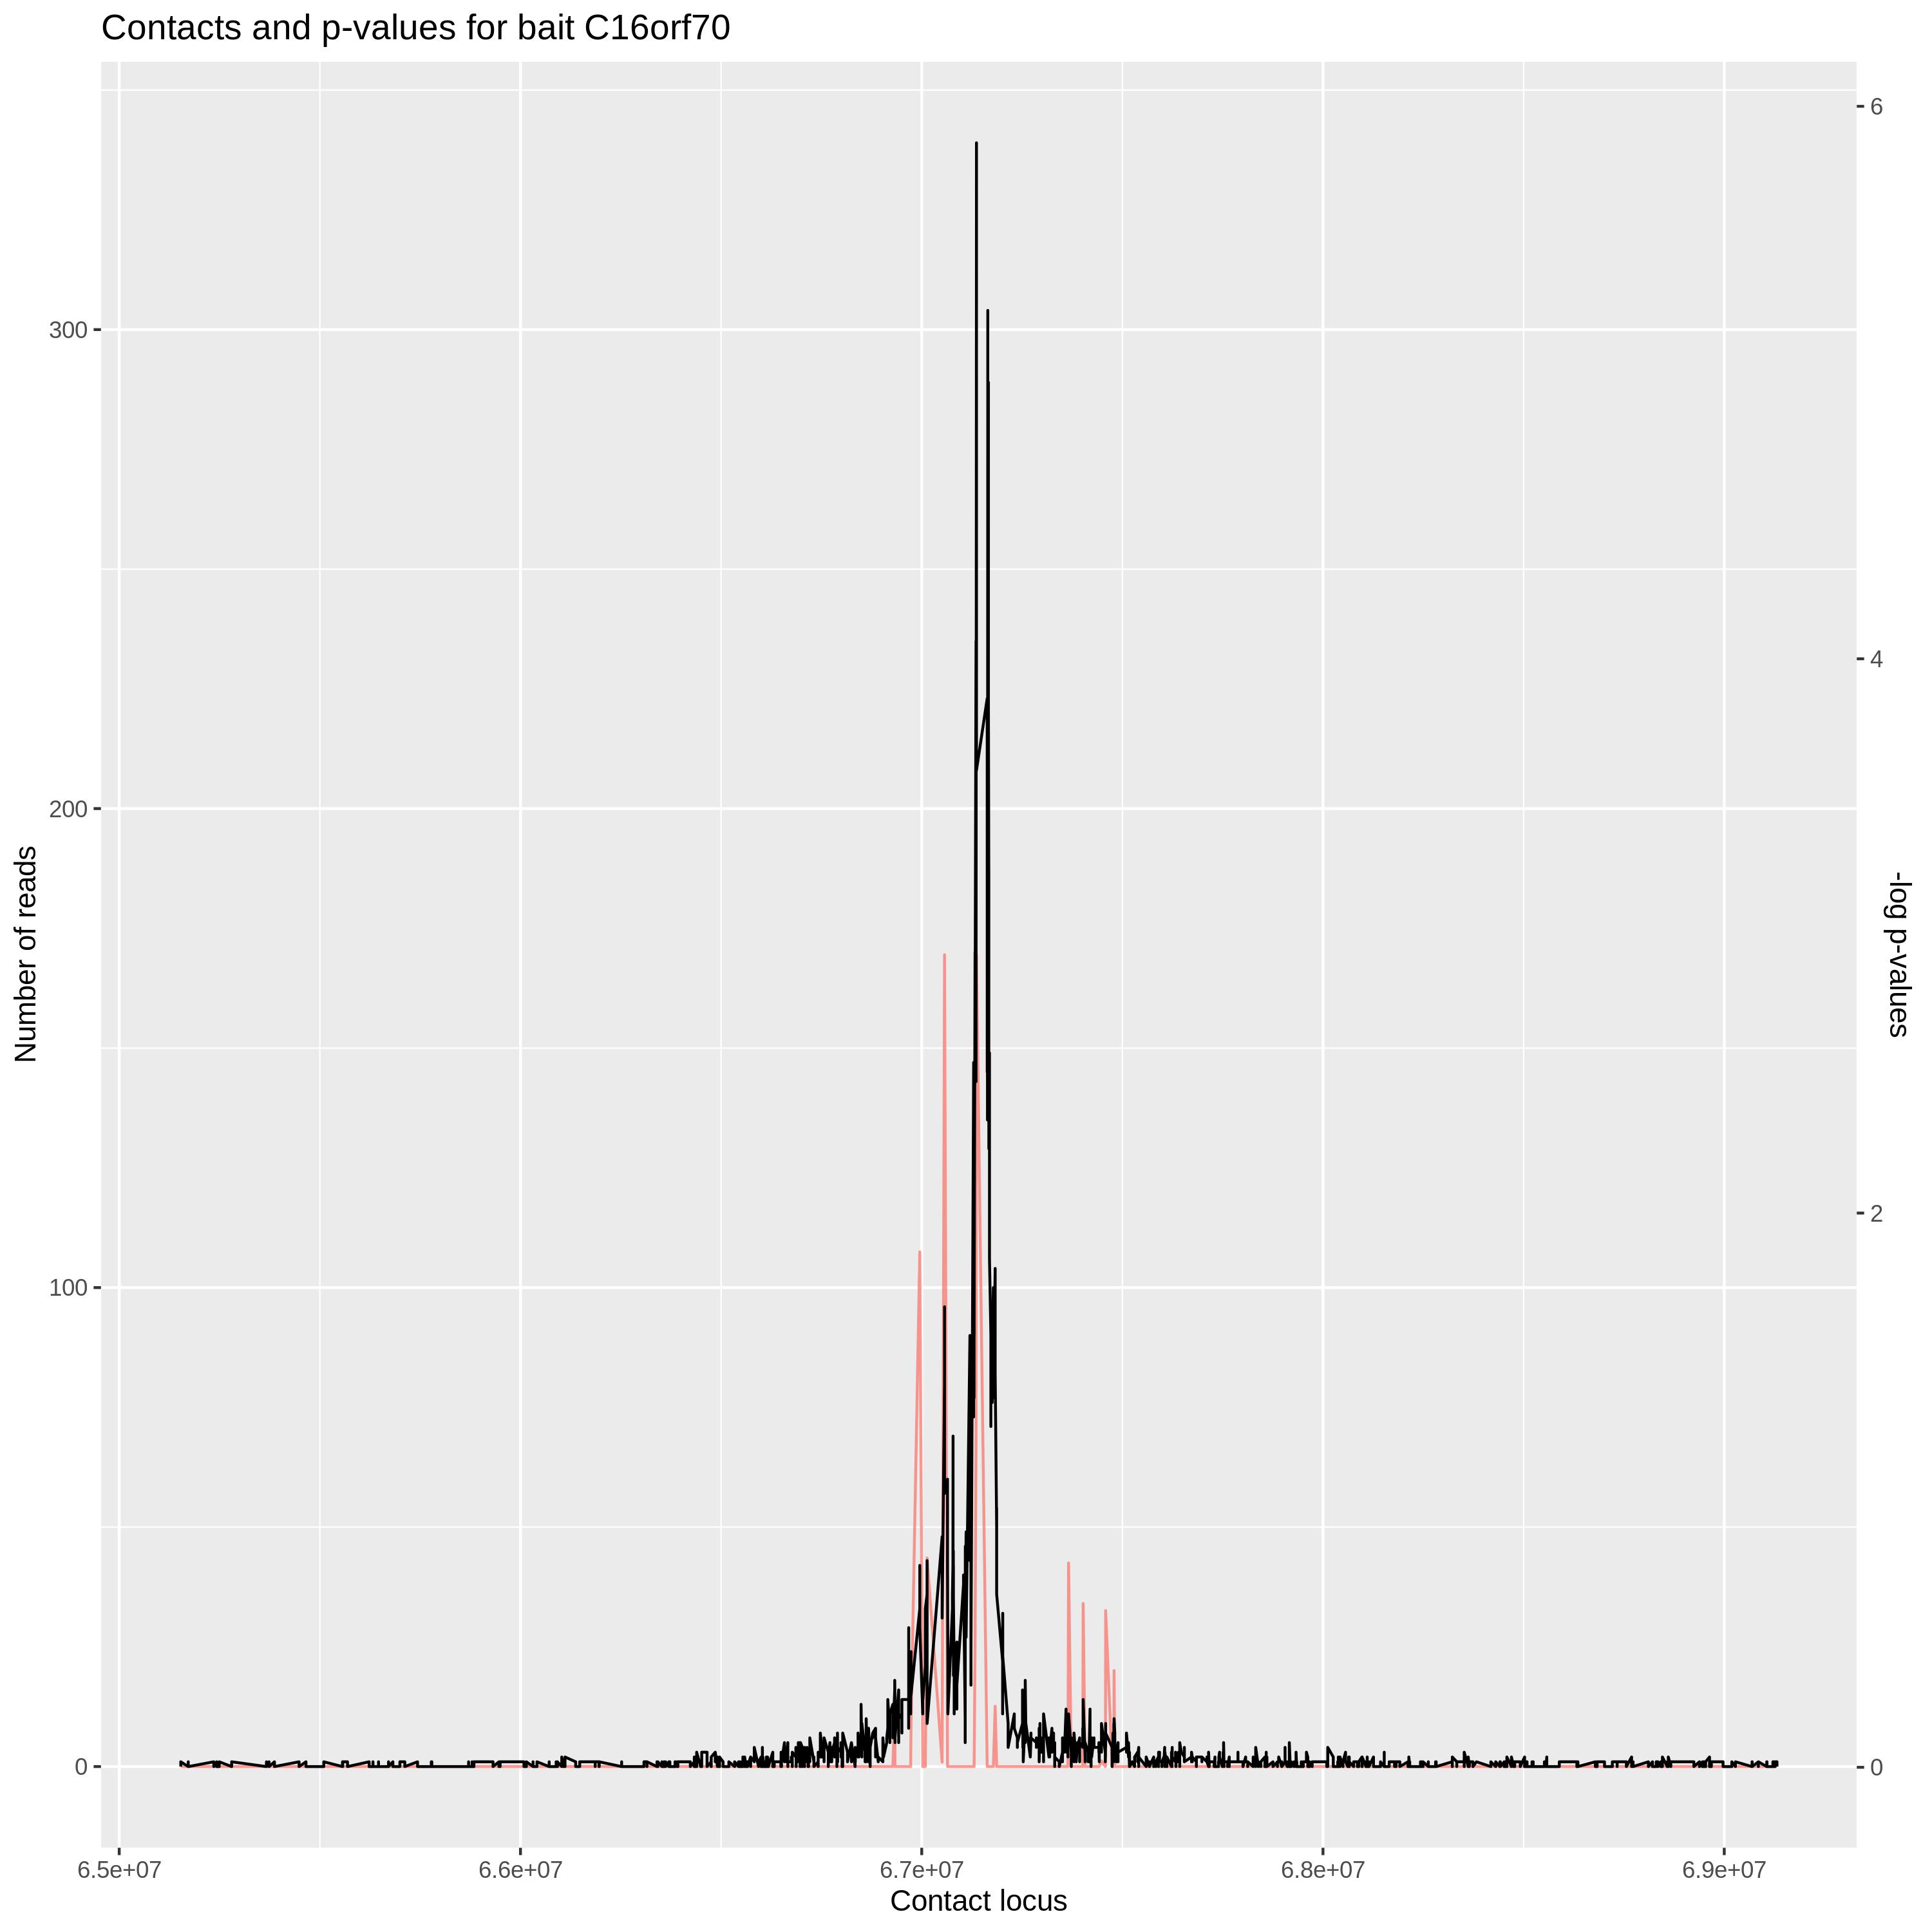 Contacts and p-values for bait C16orf70
Number of reads
300
200
100
0
6
4
2
0
-log p-values
6.5e+07
6.6e+07
6.7e+07
6.8e+07
6.9e+07
Contact locus